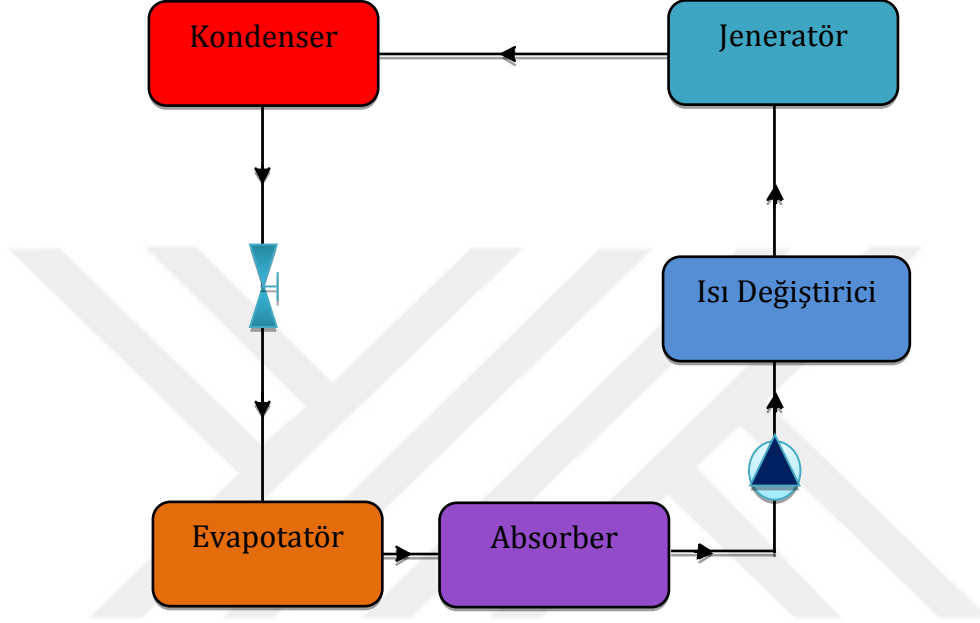 Kondenser
Jeneratör
Isı Değiştirici
Evapotatör
Absorber